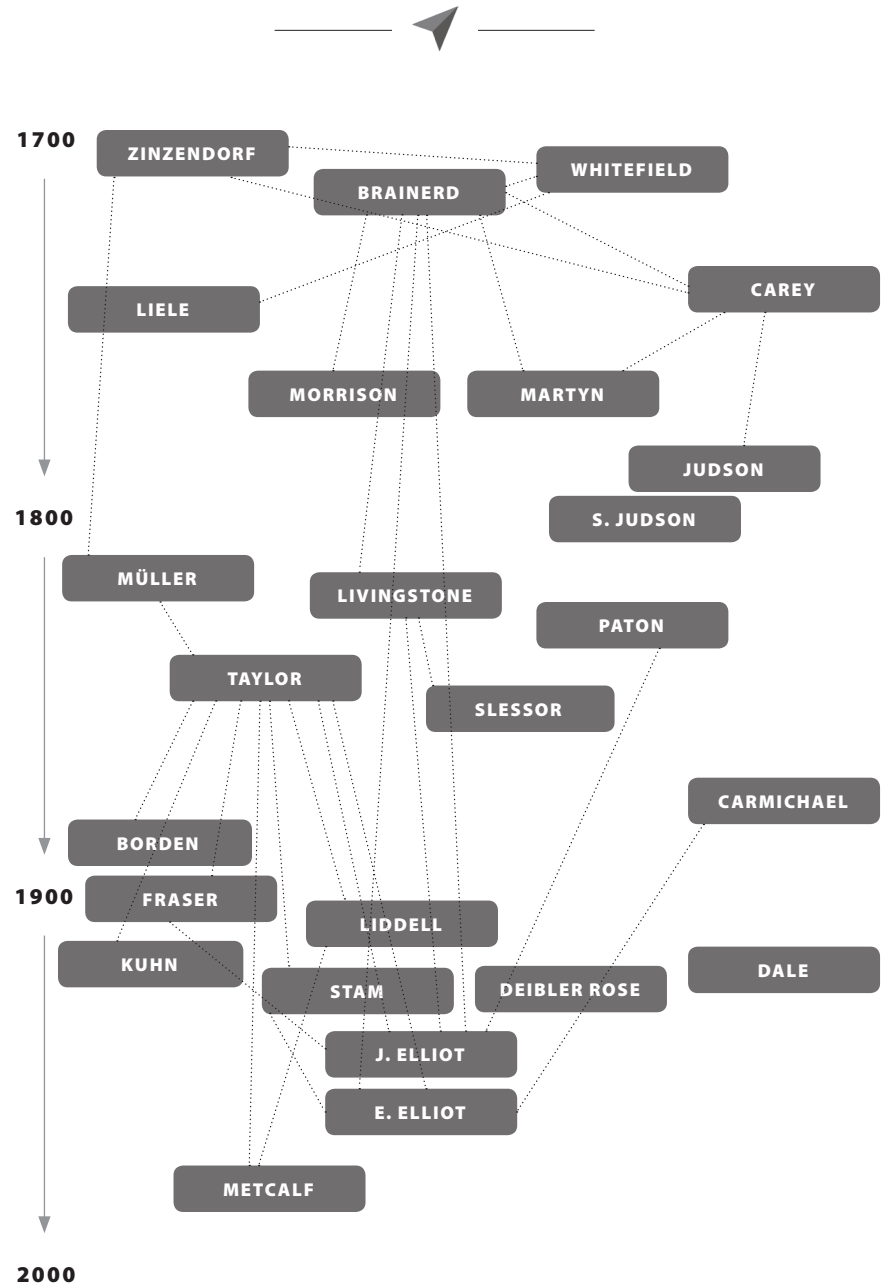 1700
ZINZENDORF
WHITEFIELD
BRAINERD
CAREY
LIELE
MORRISON
MARTYN
JUDSON
1800
S. JUDSON
MÜLLER
LIVINGSTONE
PATON
TAYLOR
SLESSOR
CARMICHAEL
BORDEN
1900
FRASER
LIDDELL
KUHN
DALE
STAM
DEIBLER ROSE
J. ELLIOT
E. ELLIOT
METCALF
2000